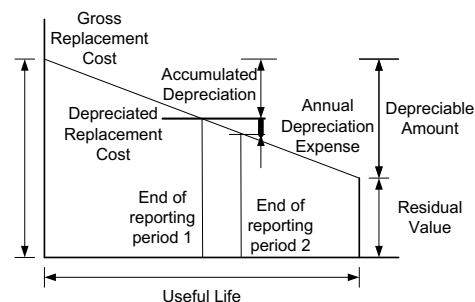 Gross
Replacement
Cost
Accumulated
Depreciation
Depreciated
Replacement
Cost
Annual
Depreciation
Expense
Depreciable
Amount
End of
reporting
period 1
End of
reporting
period 2
Residual
Value
Useful Life